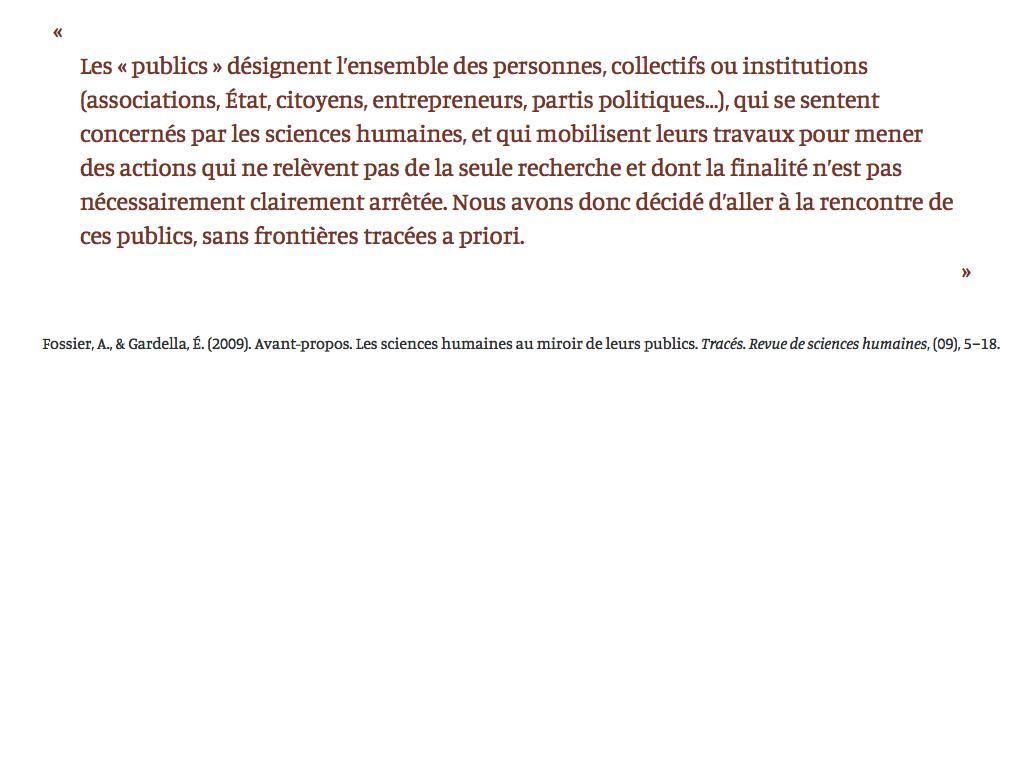 «
Les « publics » désignent l’ensemble des personnes, collectifs ou institutions
(associations, État, citoyens, entrepreneurs, partis politiques…), qui se sentent
concernés par les sciences humaines, et qui mobilisent leurs travaux pour mener
des actions qui ne relèvent pas de la seule recherche et dont la finalité n’est pas
nécessairement clairement arrêtée. Nous avons donc décidé d’aller à la rencontre de
ces publics, sans frontières tracées a priori.
»
Fossier, A., & Gardella, É. (2009). Avant-propos. Les sciences humaines au miroir de leurs publics. Tracés. Revue de sciences humaines, (09), 5–18.